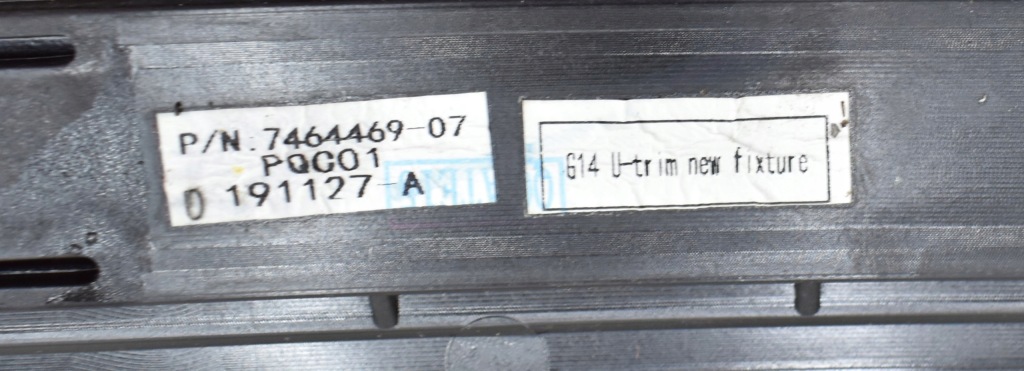 P/N.7464469-07
PQC01
0 191127-A
G14 U-trim new fixture